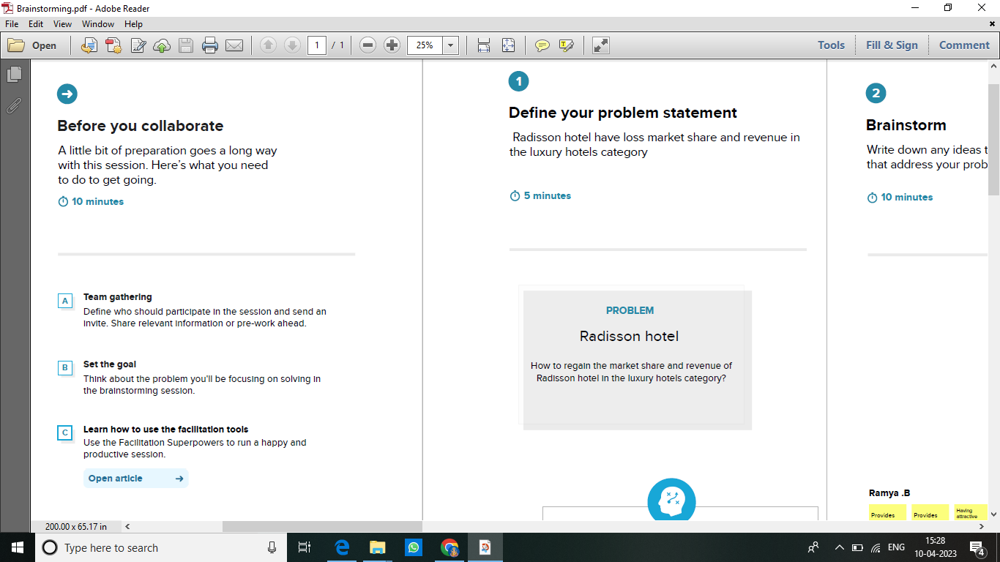 Brainstorming.pdf - Adobe Reader
File Edit View Window Help
Open
1 / 1
25%
Tools
Fill & Sign
Comment
Before you collaborate
A little bit of preparation goes a long way
with this session. Here’s what you need
to do to get going.
10 minutes
A
Team gathering
Define who should participate in the session and send an
invite. Share relevant information or pre-work ahead.
B
Set the goal
Think about the problem you'll be focusing on solving in
the brainstorming session.
C
Learn how to use the facilitation tools
Use the Facilitation Superpowers to run a happy and
productive session.
Open article
1
Define your problem statement
Radisson hotel have loss market share and revenue in
the luxury hotels category
5 minutes
PROBLEM
Radisson hotel
How to regain the market share and revenue of
Radisson hotel in the luxury hotels category?
2
Brainstorm
Write down any ideas t
that address your prob
10 minutes
Ramya .B
Provides
Provides
Having
attractive
200.00 x 65.17 in
Type here to search
ENG
15:28
10-04-2023
4